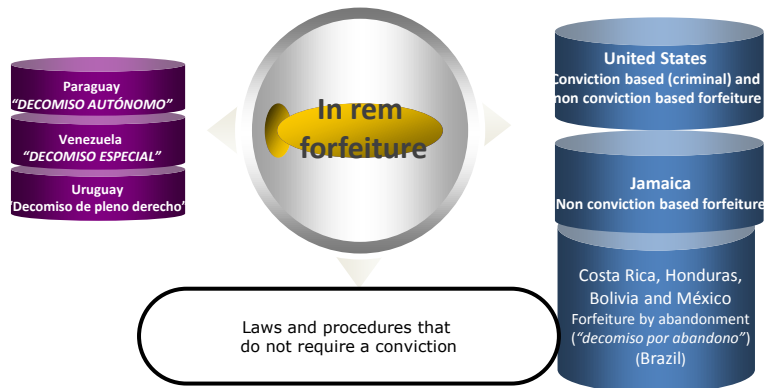 Paraguay
“DECOMISO AUTÓNOMO”
Venezuela
“DECOMISO ESPECIAL”
Uruguay
“Decomiso de pleno derecho”
In rem
forfeiture
United States
Conviction based (criminal) and
non conviction based forfeiture
Jamaica
Non conviction based forfeiture
Costa Rica, Honduras,
Bolivia and México
Forfeiture by abandonment
(“decomiso por abandono”)
(Brazil)
Laws and procedures that
do not require a conviction